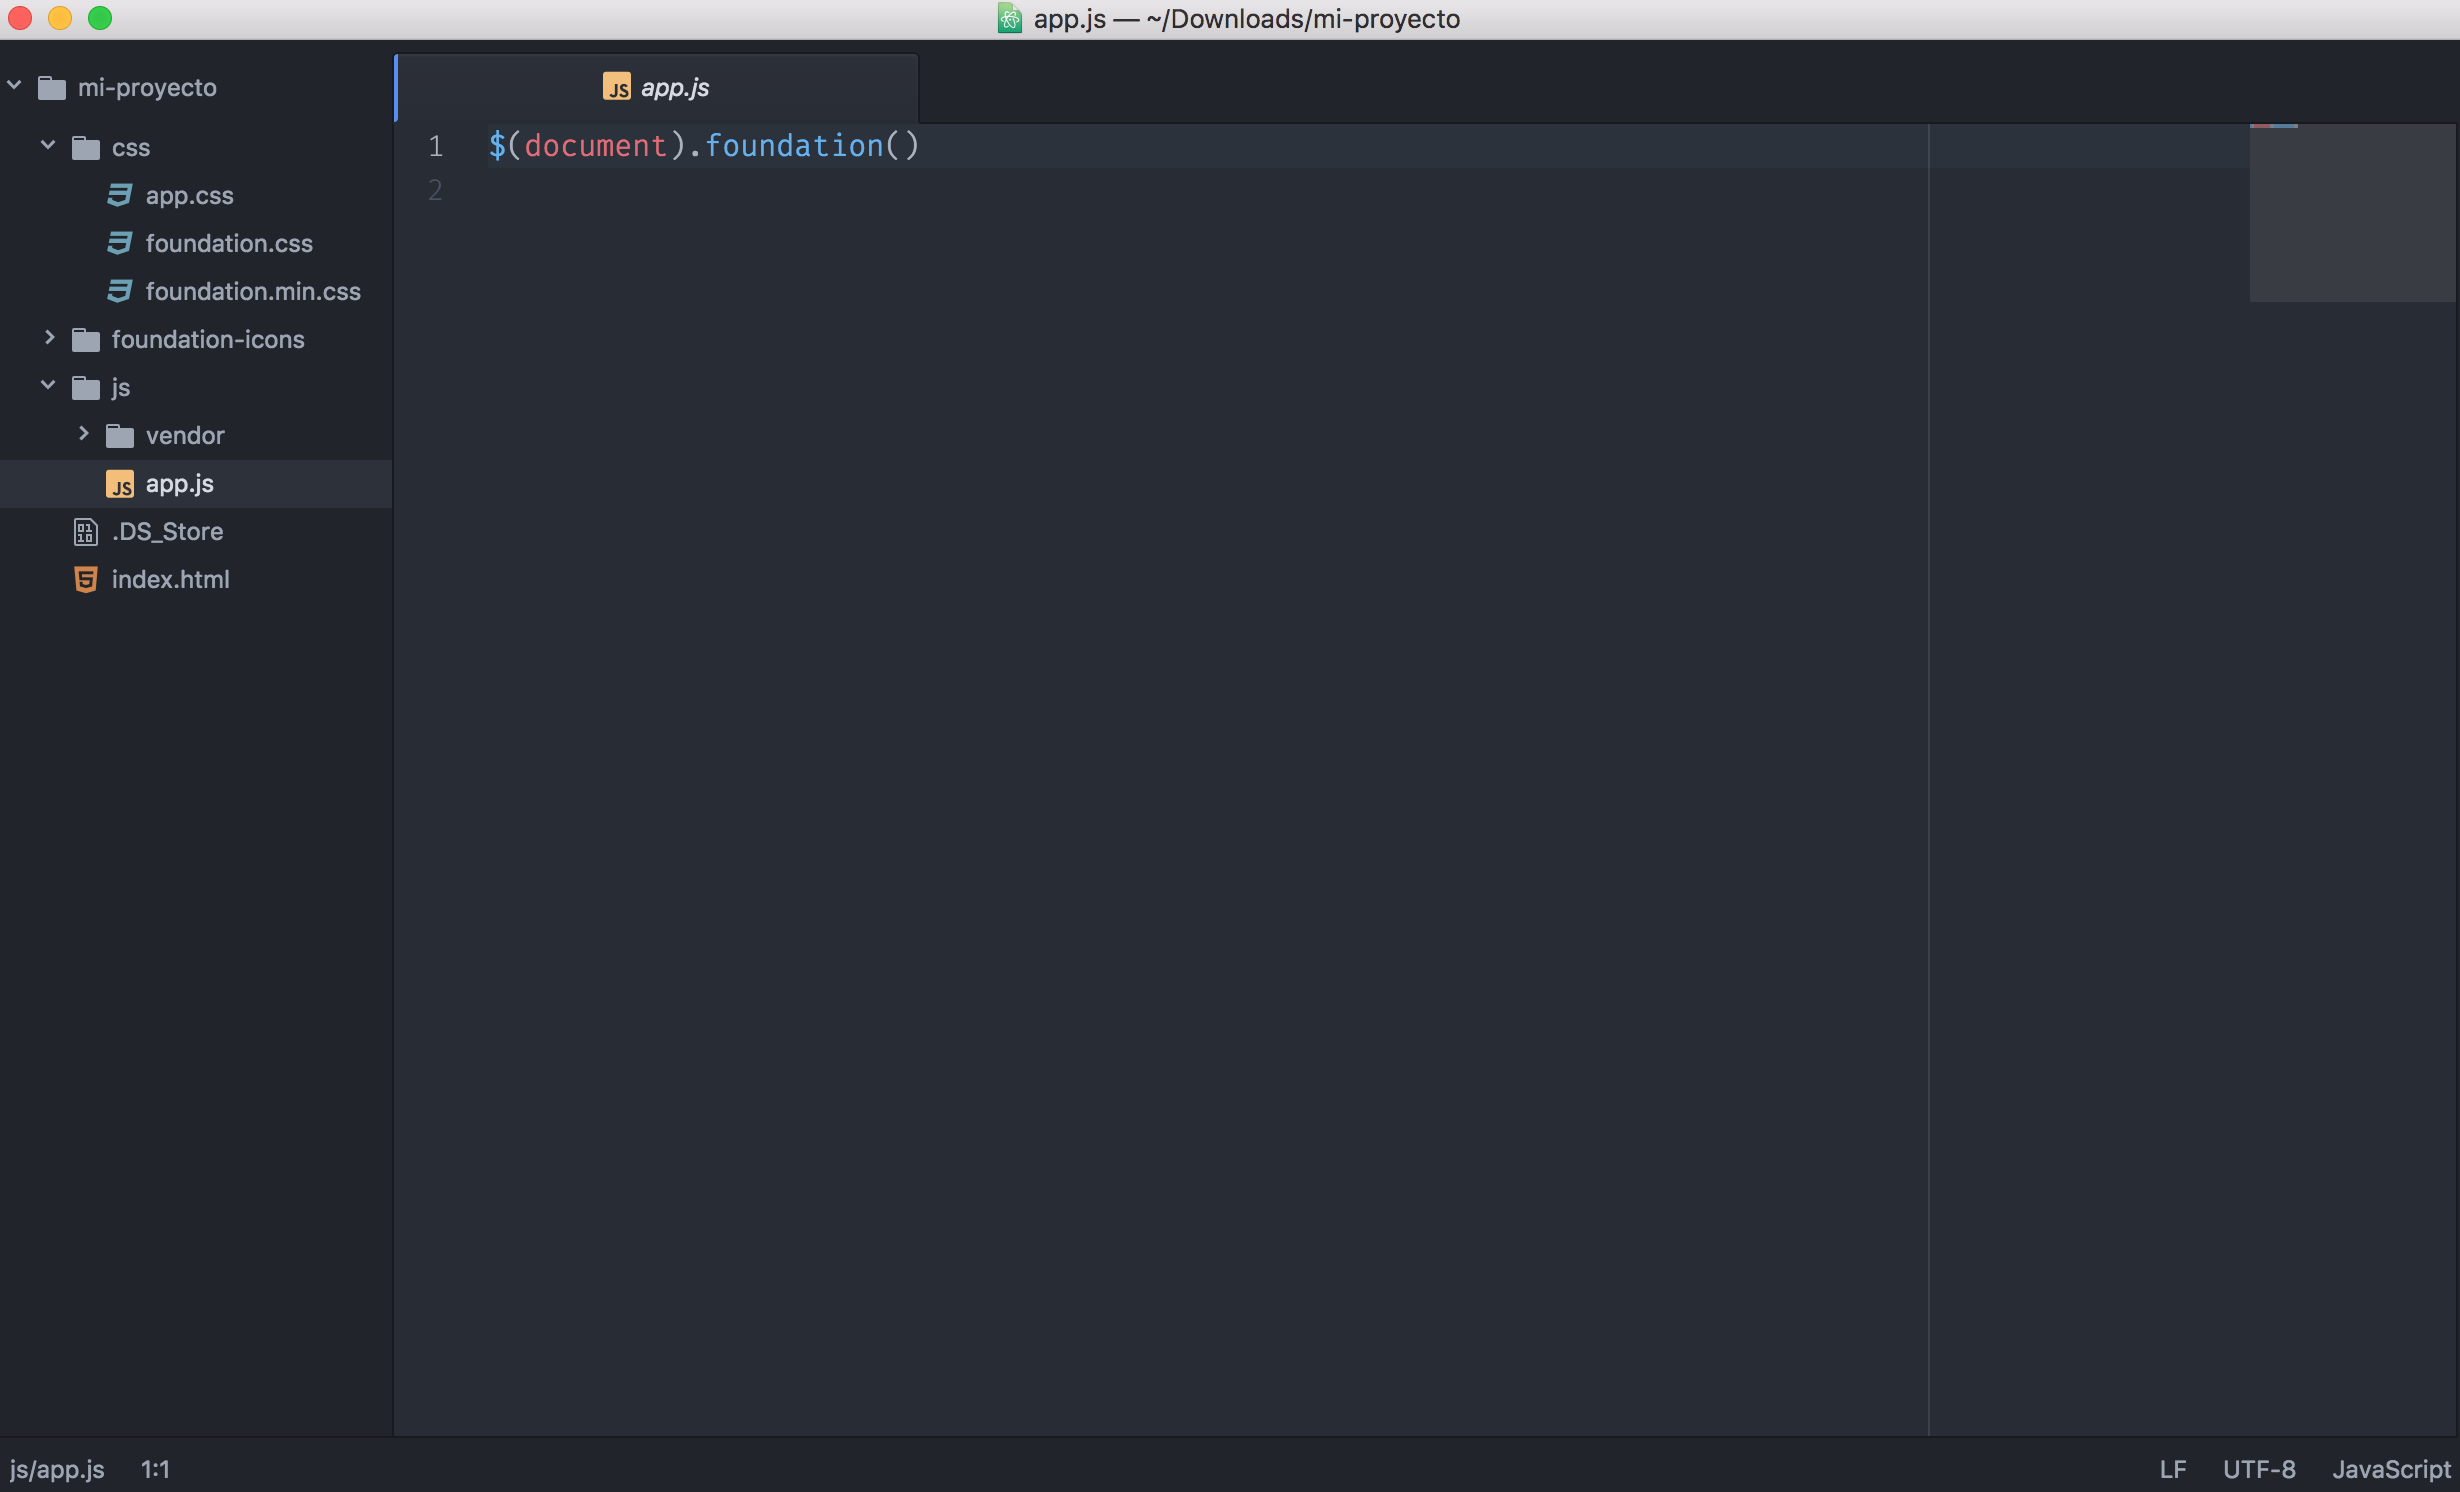 app.js — ~/Downloads/mi-proyecto
mi-proyecto
css
app.css
foundation.css
foundation.min.css
foundation-icons
js
vendor
JS app.js
.DS_Store
index.html
JS app.js
1 $(document).foundation()
2
js/app.js 1:1 LF UTF-8 JavaScript